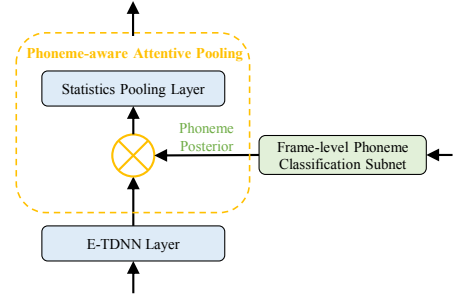 Phoneme-aware Attentive Pooling
Statistics Pooling Layer
Phoneme
Posterior
Frame-level Phoneme
Classification Subnet
E-TDNN Layer